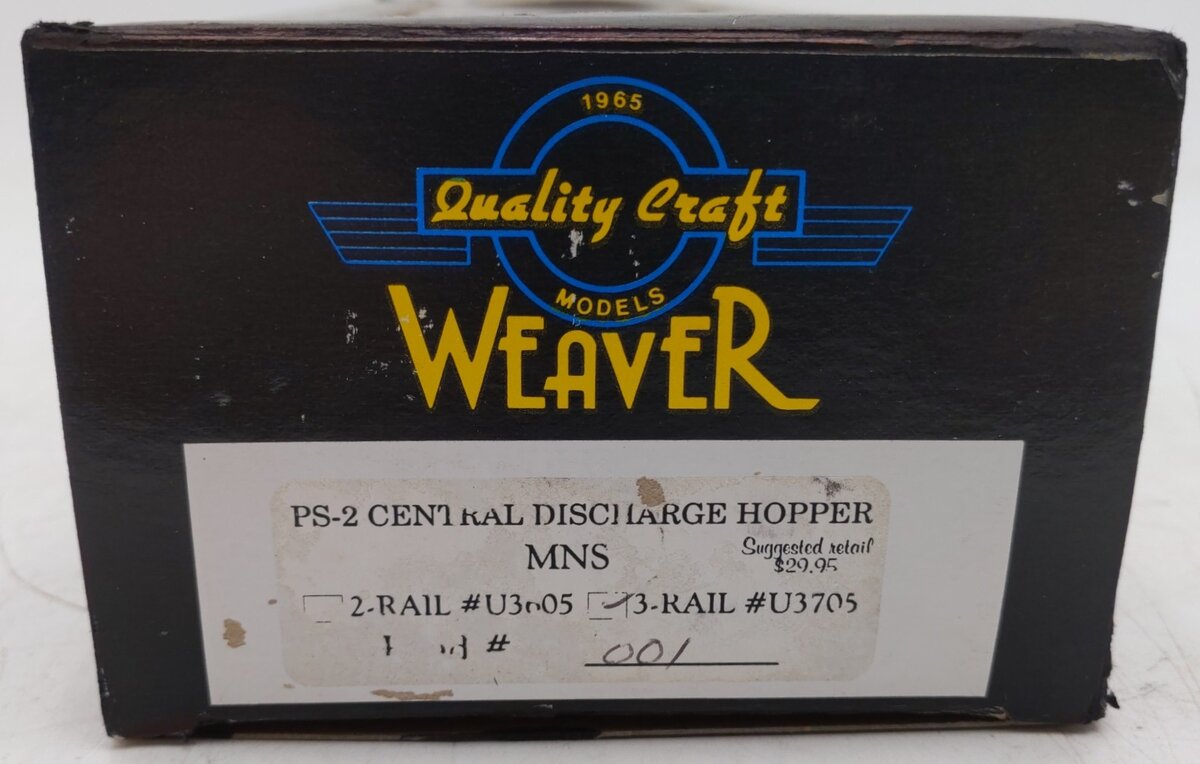 1965
Quality Craft
MODELS
WEAVER
PS-2 CENTRAL DISCHARGE HOPPER
MNS
Suggested retail
$29.95
2-RAIL #U3605 3-RAIL #U3705
# 001